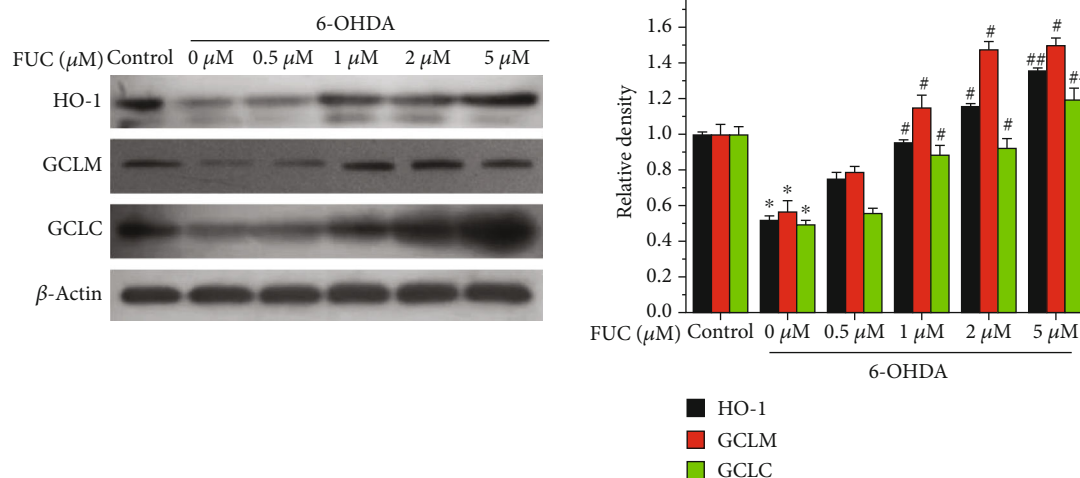 6-OHDA
FUC (μM) Control 0 μM 0.5 μM 1 μM 2 μM 5 μM
HO-1
GCLM
GCLC
β-Actin
Relative density
1.6
1.4
1.2
1.0
0.8
0.6
0.4
0.2
0.0
* * *
# # #
# # #
## #
FUC (μM) Control 0 μM 0.5 μM 1 μM 2 μM 5 μM
6-OHDA
HO-1
GCLM
GCLC